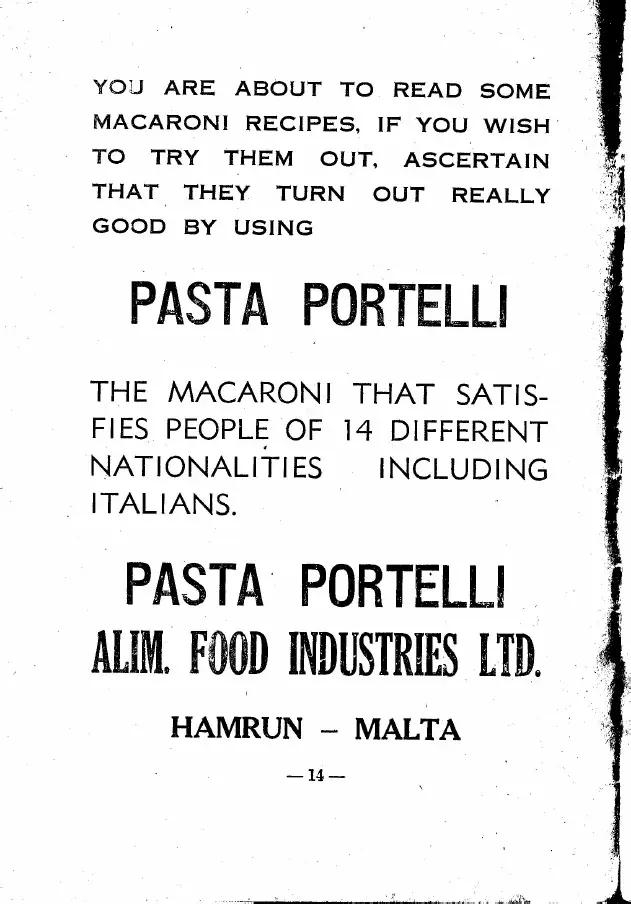 YOU ARE ABOUT TO READ SOME
MACARONI RECIPES, IF YOU WISH
TO TRY THEM OUT, ASCERTAIN
THAT THEY TURN OUT REALLY
GOOD BY USING
PASTA PORTELLI
THE MACARONI THAT SATIS-
FIES PEOPLE OF 14 DIFFERENT
NATIONALITIES INCLUDING
ITALIANS.
PASTA PORTELLI
ALIM. FOOD INDUSTRIES LTD.
HAMRUN – MALTA
— 14 —